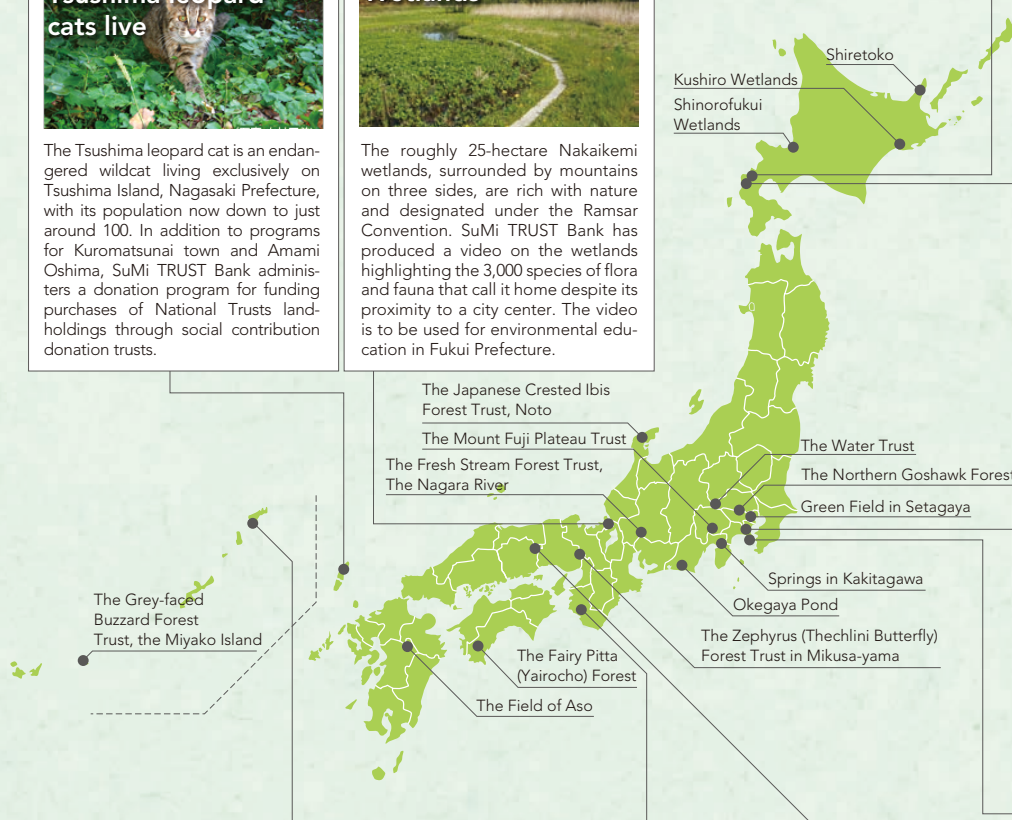 Tsushima leopard
cats live
Wetlands
The Tsushima leopard cat is an endan-
gered wildcat living exclusively on
Tsushima Island, Nagasaki Prefecture,
with its population now down to just
around 100. In addition to programs
for Kuromatsunai town and Amami
Oshima, SuMi TRUST Bank adminis-
ters a donation program for funding
purchases of National Trusts land-
holdings through social contribution
donation trusts.
The roughly 25-hectare Nakaikemi
wetlands, surrounded by mountains
on three sides, are rich with nature
and designated under the Ramsar
Convention. SuMi TRUST Bank has
produced a video on the wetlands
highlighting the 3,000 species of flora
and fauna that call it home despite its
proximity to a city center. The video
is to be used for environmental edu-
cation in Fukui Prefecture.
Shiretoko
Kushiro Wetlands
Shinorofukui
Wetlands
The Japanese Crested Ibis
Forest Trust, Noto
The Mount Fuji Plateau Trust
The Fresh Stream Forest Trust,
The Nagara River
The Water Trust
The Northern Goshawk Forest
Green Field in Setagaya
Springs in Kakitagawa
Okegaya Pond
The Zephyrus (Thechlini Butterfly)
Forest Trust in Mikusa-yama
The Fairy Pitta
(Yairocho) Forest
The Field of Aso
The Grey-faced
Buzzard Forest
Trust, the Miyako Island